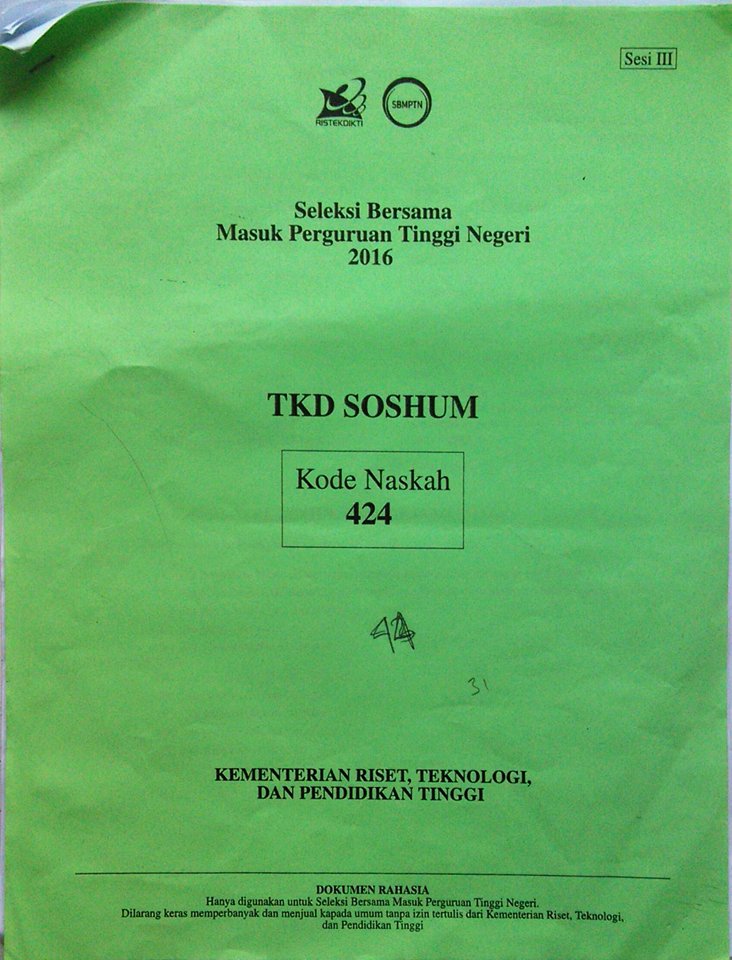 Sesi III
RISTEKDIKTI
SBMPTN
Seleksi Bersama
Masuk Perguruan Tinggi Negeri
2016
TKD SOSHUM
Kode Naskah
424
31
KEMENTERIAN RISET, TEKNOLOGI,
DAN PENDIDIKAN TINGGI
DOKUMEN RAHASIA
Hanya digunakan untuk Seleksi Bersama Masuk Perguruan Tinggi Negeri.
Dilarang keras memperbanyak dan menjual kapada umum tanpa izin tertulis dari Kementerian Riset, Teknologi,
dan Pendidikan Tinggi